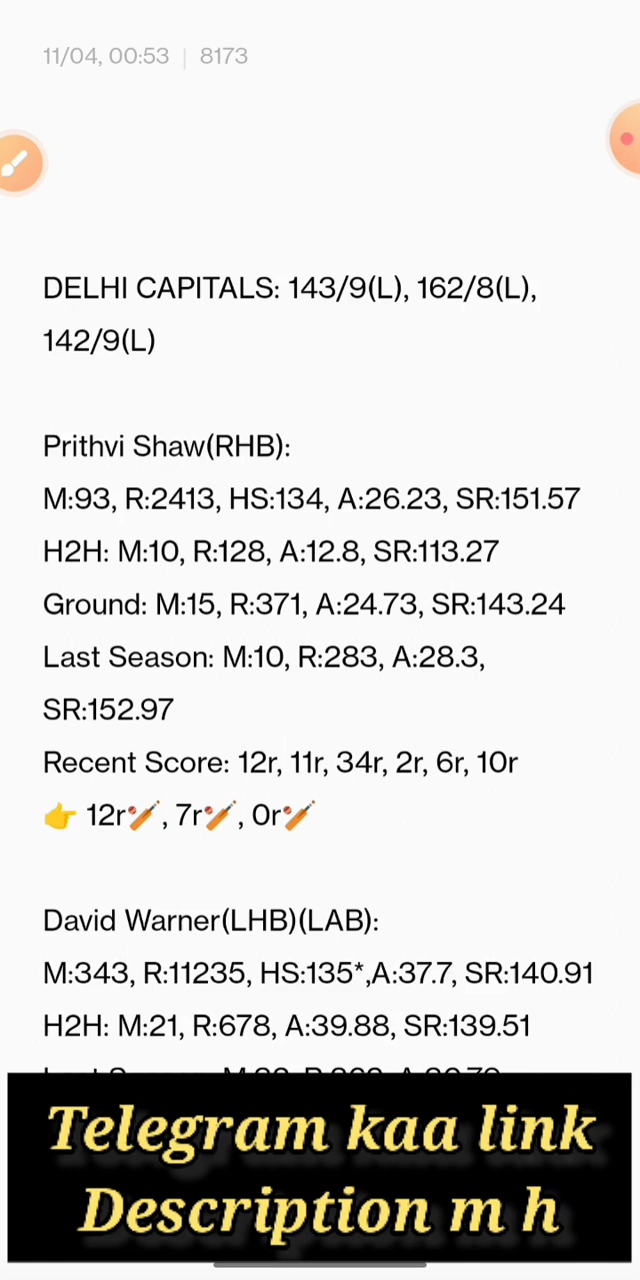 11/04, 00:53 | 8173
DELHI CAPITALS: 143/9(L), 162/8(L),
142/9(L)
Prithvi Shaw(RHB):
M:93, R:2413, HS:134, A:26.23, SR:151.57
H2H: M:10, R:128, A:12.8, SR:113.27
Ground: M:15, R:371, A:24.73, SR:143.24
Last Season: M:10, R:283, A:28.3,
SR:152.97
Recent Score: 12r, 11r, 34r, 2r, 6r, 10r
👉 12r🏏, 7r🏏, 0r🏏
David Warner(LHB)(LAB):
M:343, R:11235, HS:135*,A:37.7, SR:140.91
H2H: M:21, R:678, A:39.88, SR:139.51
Telegram kaa link
Description m h